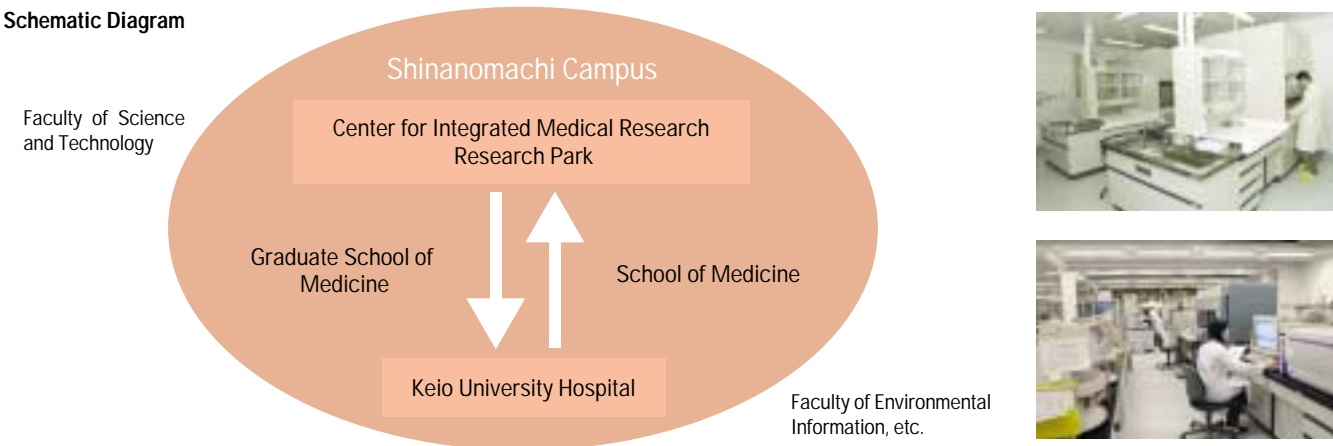 Schematic Diagram
Shinanomachi Campus
Faculty of Science
and Technology
Center for Integrated Medical Research
Research Park
Graduate School of
Medicine
School of Medicine
Keio University Hospital
Faculty of Environmental
Information, etc.